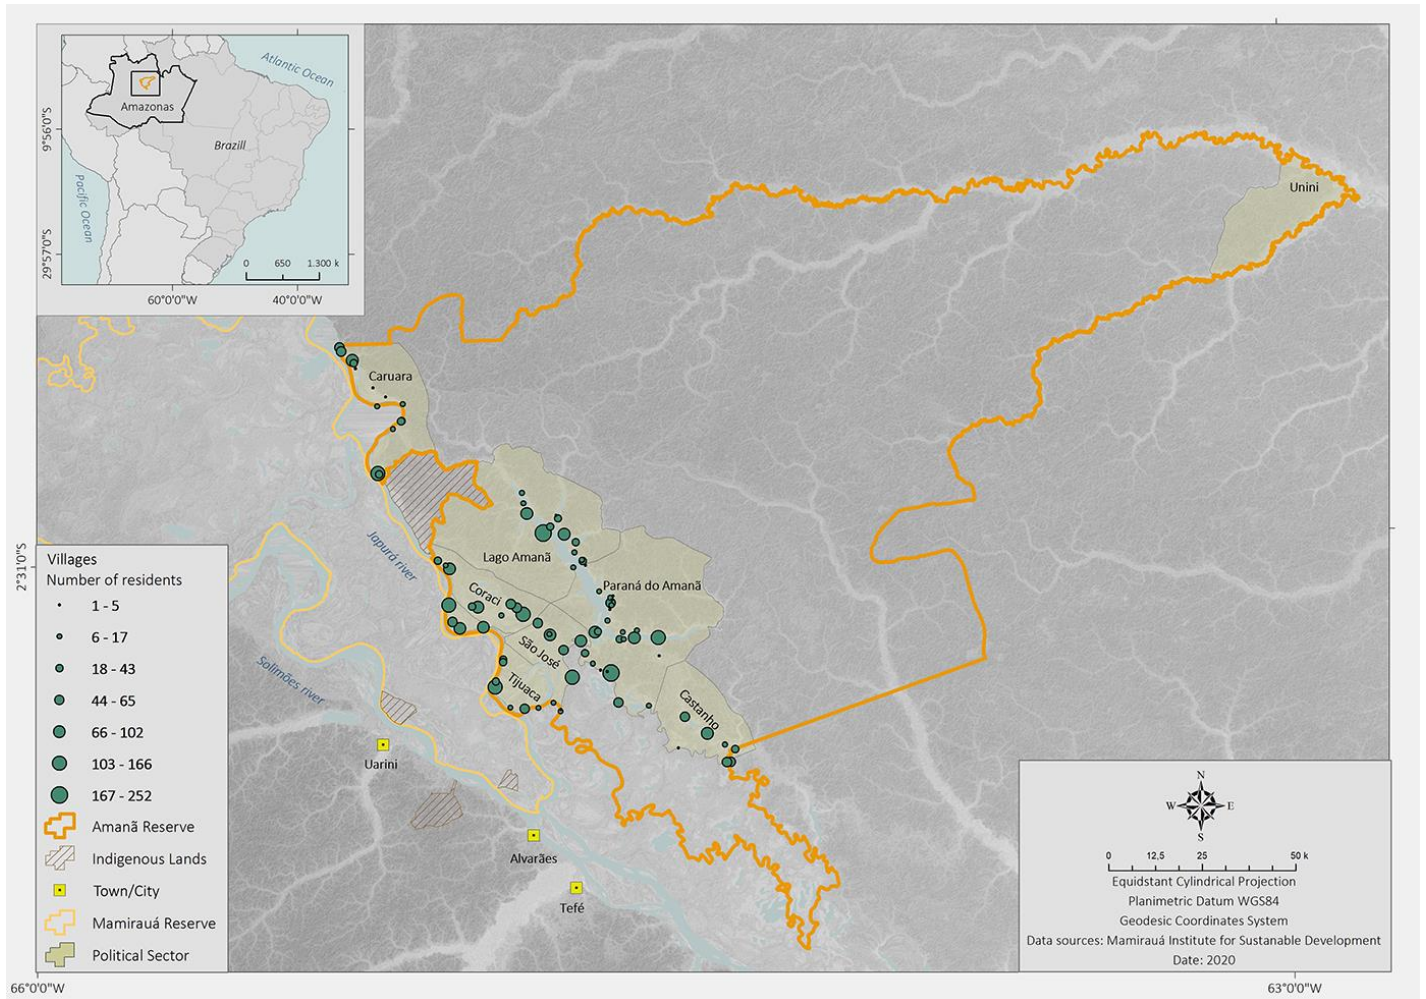 Atlantic Ocean
Amazonas
Brazill
Pacific Ocean
9°56'0"S
29°57'0"S
0 650 1.300 k
60°0'0"W 40°0'0"W
Unini
Caruara
Japurá river
Lago Amanã
Paraná do Amanã
Coraci
São José
Tijuaca
Castanho
Solimões river
Uarini
Alvarães
Tefé
2°31'0"S
Villages
Number of residents
1 - 5
6 - 17
18 - 43
44 - 65
66 - 102
103 - 166
167 - 252
Amanã Reserve
Indigenous Lands
Town/City
Mamirauá Reserve
Political Sector
N
W E
S
0 12,5 25 50 k
Equidstant Cylindrical Projection
Planimetric Datum WGS84
Geodesic Coordinates System
Data sources: Mamirauá Institute for Sustanable Development
Date: 2020
66°0'0"W 63°0'0"W